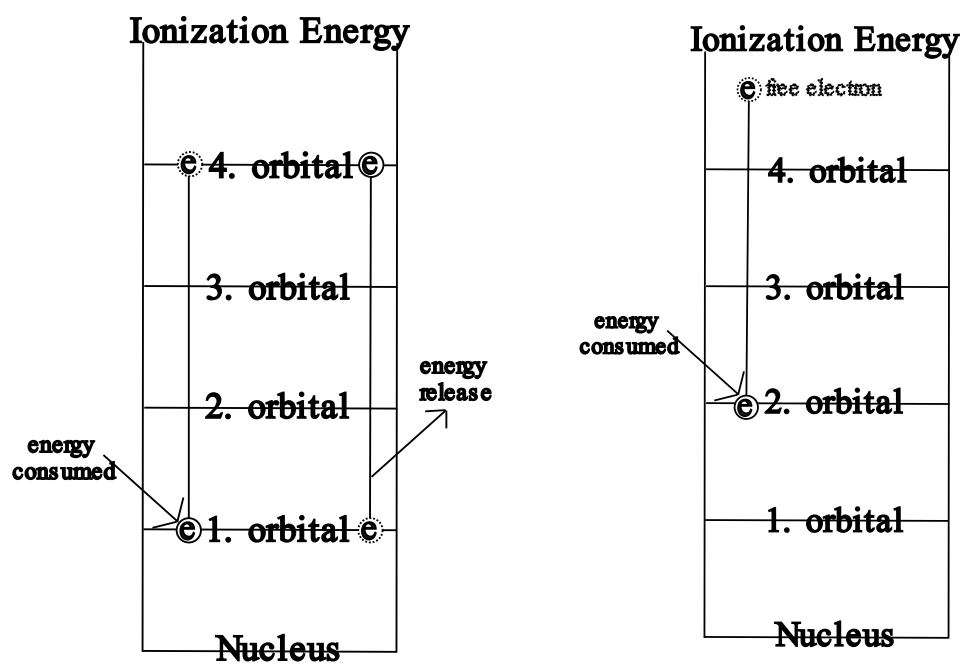 Ionization Energy
e 4. orbital e
3. orbital
energy
release
2. orbital
energy
consumed
e 1. orbital e
Nucleus
Ionization Energy
e free electron
4. orbital
3. orbital
energy
consumed
e 2. orbital
1. orbital
Nucleus